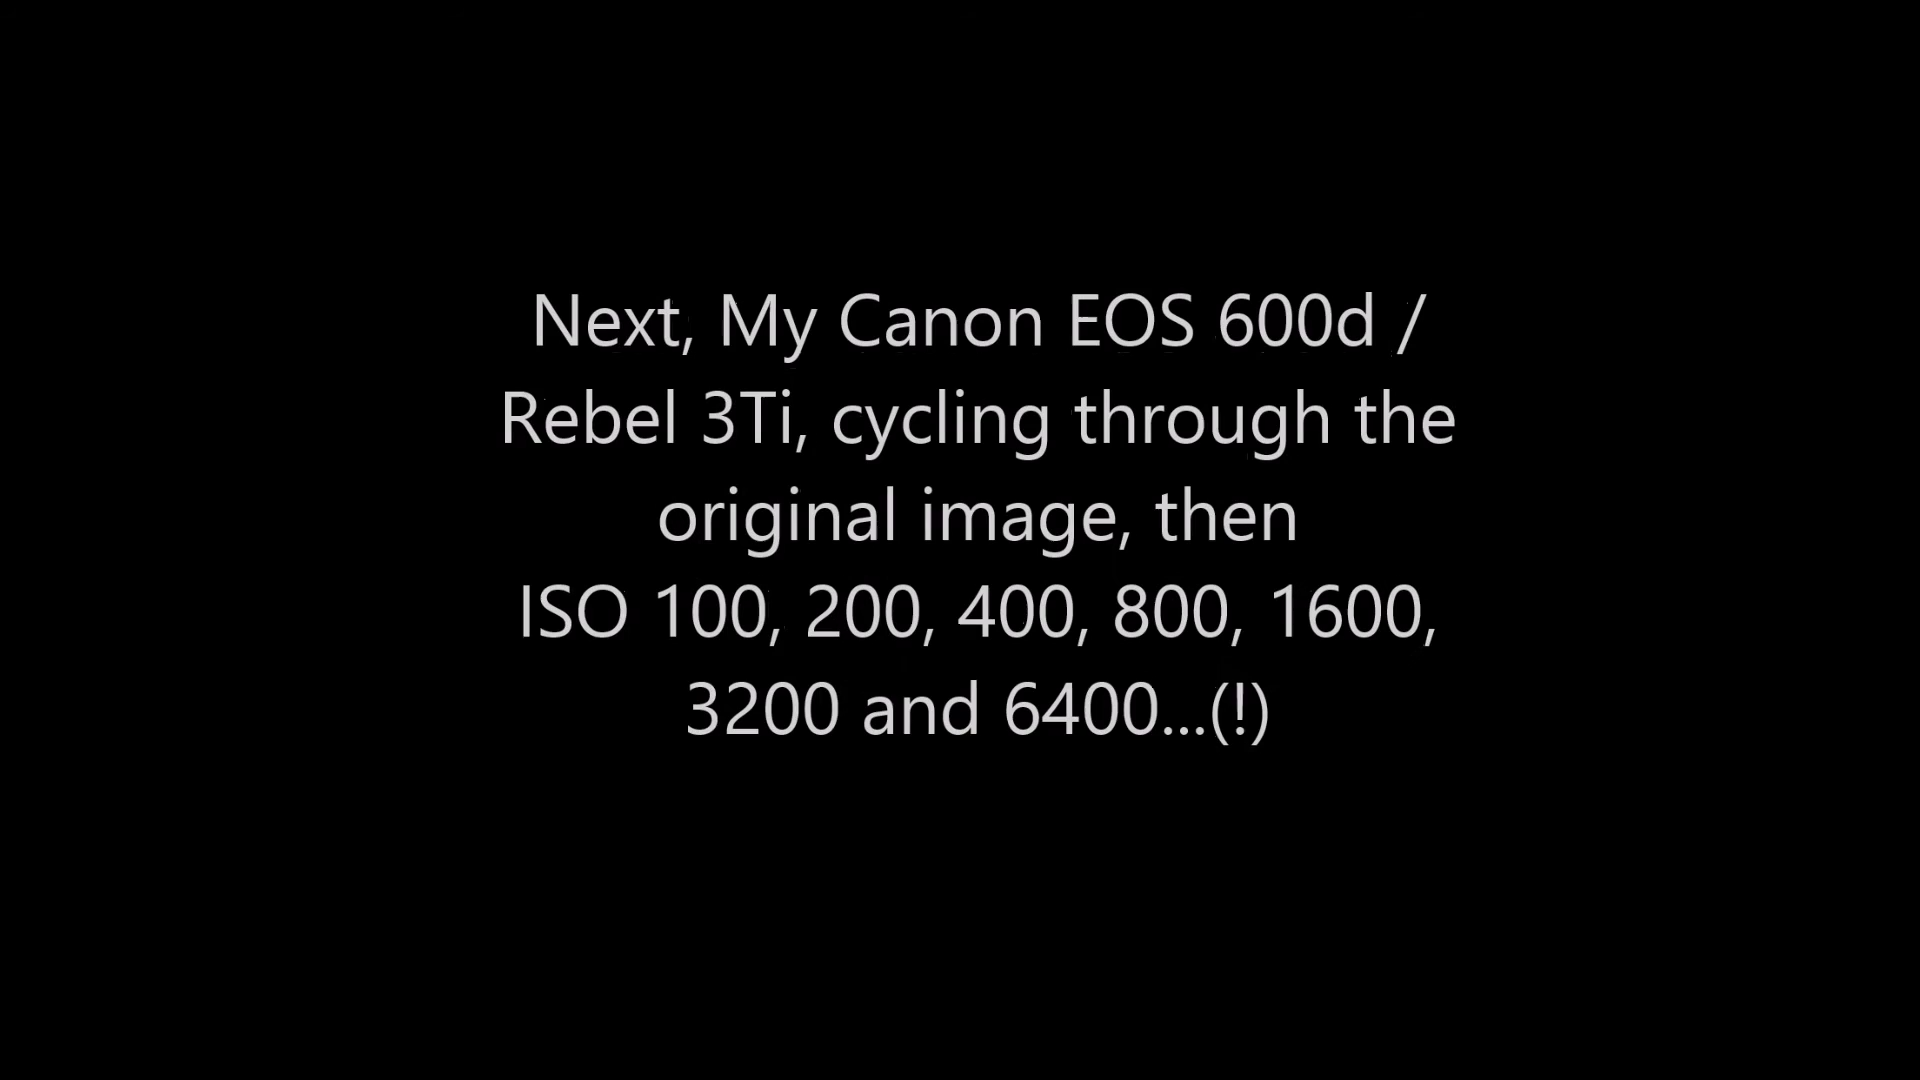 Next, My Canon EOS 600d /
Rebel 3Ti, cycling through the
original image, then
ISO 100, 200, 400, 800, 1600,
3200 and 6400...(!)